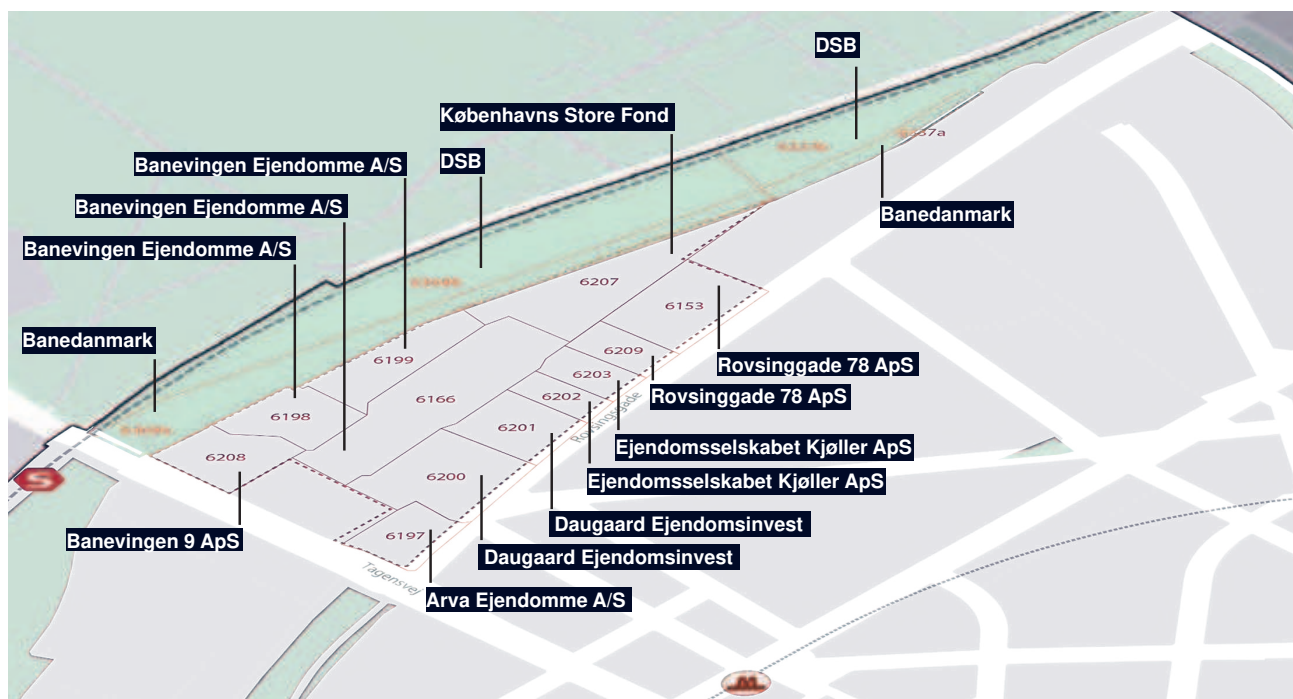 DSB
Københavns Store Fond
Banevingen Ejendomme A/S
DSB
Banevingen Ejendomme A/S
Banedanmark
Banevingen Ejendomme A/S
6207
6153
Banedanmark
6199
6209
Rovsinggade 78 ApS
6203
6166
Rovsinggade 78 ApS
6202
6198
Rovsingsgade
6201
Ejendomsselskabet Kjøller ApS
6208
6200
Ejendomsselskabet Kjøller ApS
S
Daugaard Ejendomsinvest
6197
Banevingen 9 ApS
Daugaard Ejendomsinvest
Tagensvej
Arva Ejendomme A/S
M